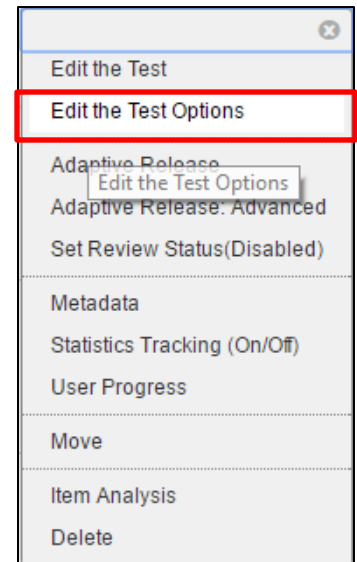 Edit the Test
Edit the Test Options
Adaptive Release
Edit the Test Options
Adaptive Release: Advanced
Set Review Status(Disabled)
Metadata
Statistics Tracking (On/Off)
User Progress
Move
Item Analysis
Delete